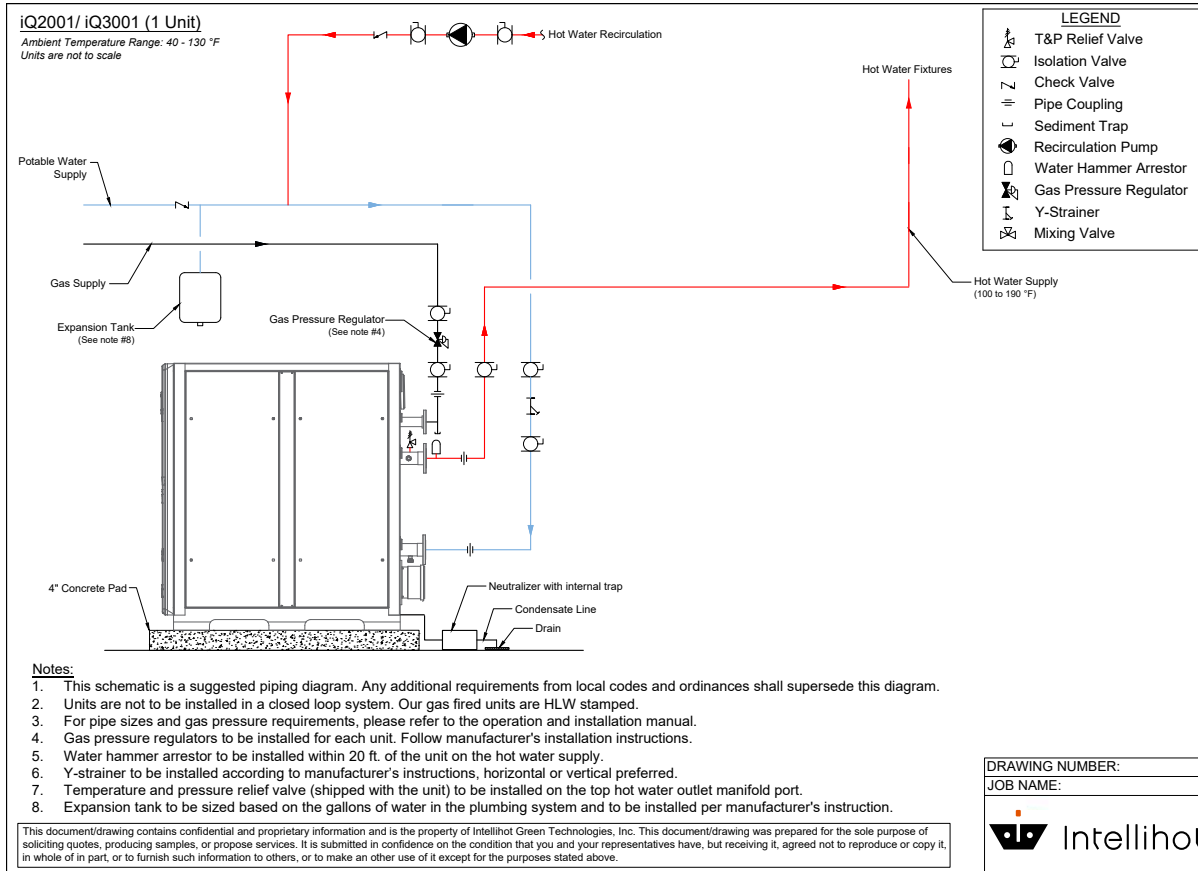 iQ2001/ iQ3001 (1 Unit)
Ambient Temperature Range: 40 - 130 °F
Units are not to scale
Hot Water Recirculation
Hot Water Fixtures
LEGEND
T&P Relief Valve
Isolation Valve
Check Valve
Pipe Coupling
Sediment Trap
Recirculation Pump
Water Hammer Arrestor
Gas Pressure Regulator
Y-Strainer
Mixing Valve
Potable Water
Supply
Gas Supply
Expansion Tank
(See note #8)
Gas Pressure Regulator
(See note #4)
Hot Water Supply
(100 to 190 °F)
4" Concrete Pad
Neutralizer with internal trap
Condensate Line
Drain
Notes:
1. This schematic is a suggested piping diagram. Any additional requirements from local codes and ordinances shall supersede this diagram.
2. Units are not to be installed in a closed loop system. Our gas fired units are HLW stamped.
3. For pipe sizes and gas pressure requirements, please refer to the operation and installation manual.
4. Gas pressure regulators to be installed for each unit. Follow manufacturer's installation instructions.
5. Water hammer arrestor to be installed within 20 ft. of the unit on the hot water supply.
6. Y-strainer to be installed according to manufacturer's instructions, horizontal or vertical preferred.
7. Temperature and pressure relief valve (shipped with the unit) to be installed on the top hot water outlet manifold port.
8. Expansion tank to be sized based on the gallons of water in the plumbing system and to be installed per manufacturer's instruction.
This document/drawing contains confidential and proprietary information and is the property of Intellihot Green Technologies, Inc. This document/drawing was prepared for the sole purpose of
soliciting quotes, producing samples, or propose services. It is submitted in confidence on the condition that you and your representatives have, but receiving it, agreed not to reproduce or copy it,
in whole of in part, or to furnish such information to others, or to make an other use of it except for the purposes stated above.
DRAWING NUMBER:
JOB NAME:
Intellihot